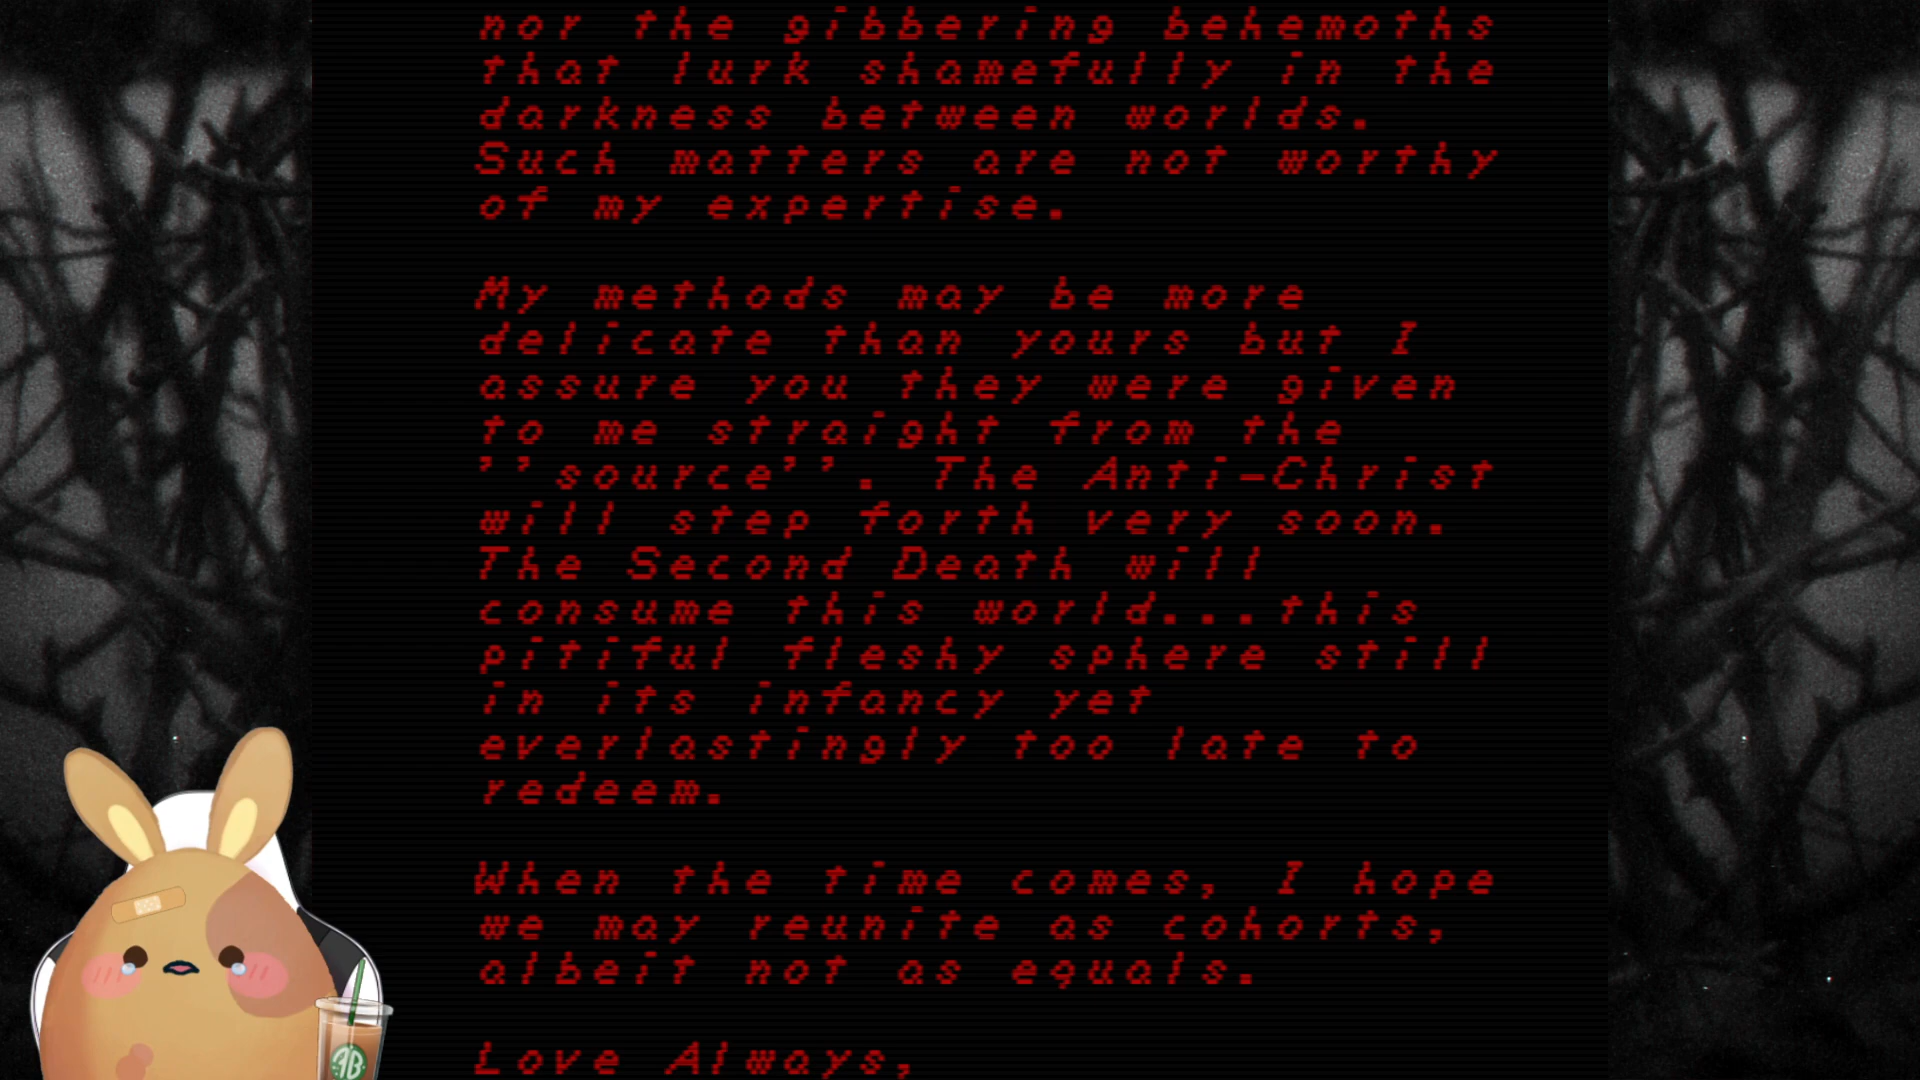 nor the gibbering behemoths
that lurk shamefully in the
darkness between worlds.
Such matters are not worthy
of my expertise.
My methods may be more
delicate than yours but I
assure you they were given
to me straight from the
''source''. The Anti-Christ
will step forth very soon.
The Second Death will
consume this world...this
pitiful fleshy sphere still
in its infancy yet
everlastingly too late to
redeem.
When the time comes, I hope
we may reunite as cohorts,
albeit not as equals.
Love Always,
AB